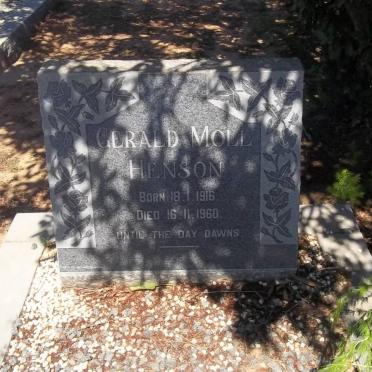 GERALD MOLL
HENSON
BORN 18.1.1916
DIED 16.11.1960
UNTIL THE DAY DAWNS